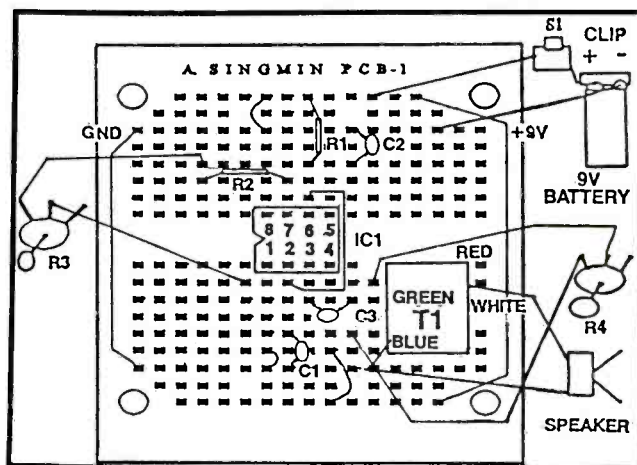 S1
CLIP
+ -
A SINGMIN PCB-1
GND
+9V
R1
C2
R2
9V
BATTERY
R3
8 7 6 5
1 2 3 4
IC1
RED
GREEN
WHITE
T1
C3
R4
BLUE
C1
SPEAKER